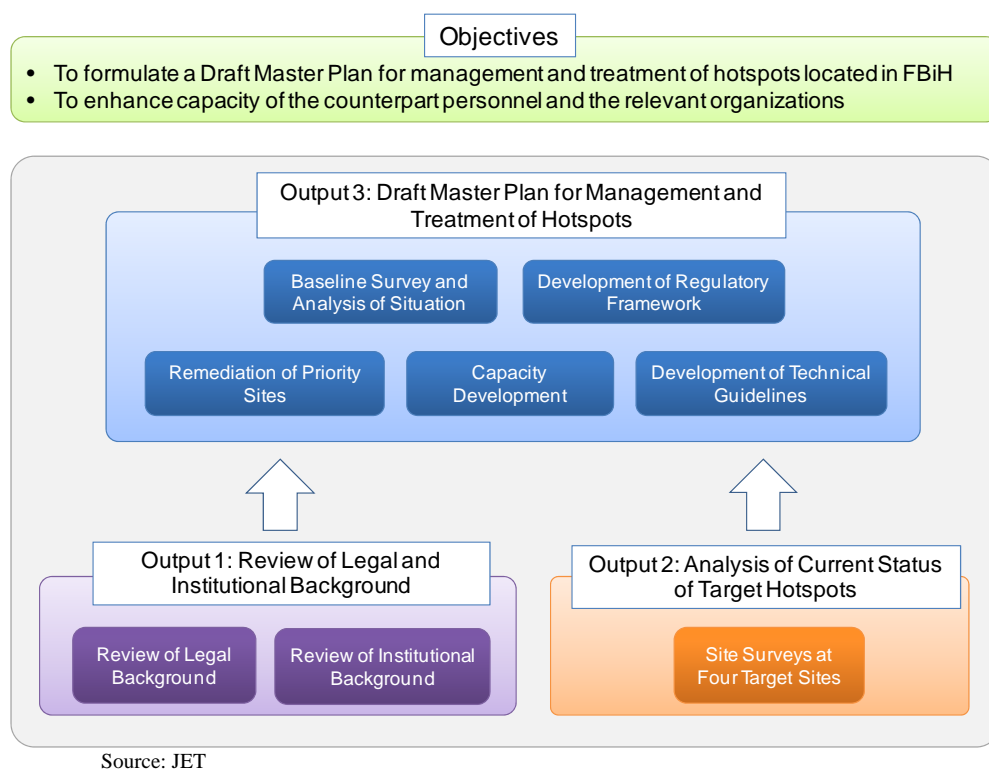 Objectives
• To formulate a Draft Master Plan for management and treatment of hotspots located in FBiH
• To enhance capacity of the counterpart personnel and the relevant organizations
Output 3: Draft Master Plan for Management and
Treatment of Hotspots
Baseline Survey and
Analysis of Situation
Development of Regulatory
Framework
Remediation of Priority
Sites
Capacity
Development
Development of Technical
Guidelines
Output 1: Review of Legal and
Institutional Background
Review of Legal
Background
Review of Institutional
Background
Output 2: Analysis of Current Status
of Target Hotspots
Site Surveys at
Four Target Sites
Source: JET